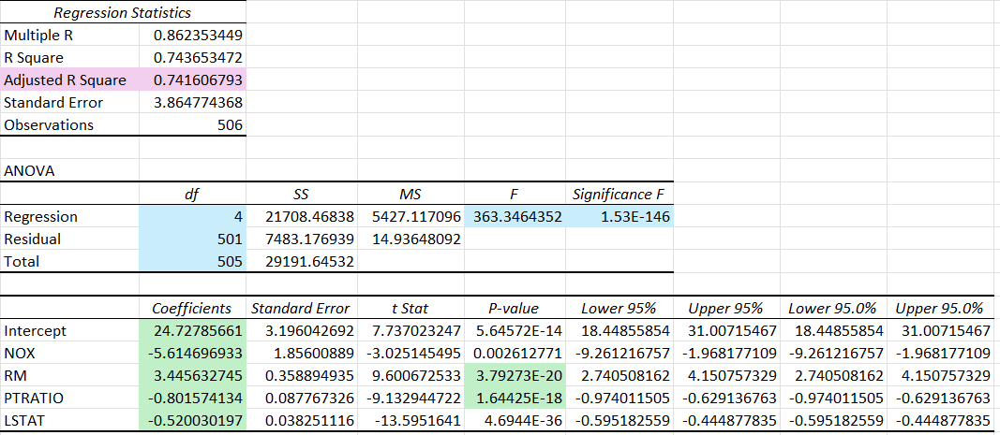 Regression Statistics
Multiple R 0.862353449
R Square 0.743653472
Adjusted R Square 0.741606793
Standard Error 3.864774368
Observations 506
ANOVA
df SS MS F Significance F
Regression 4 21708.46838 5427.117096 363.3464352 1.53E-146
Residual 501 7483.176939 14.93648092
Total 505 29191.64532
Coefficients Standard Error t Stat P-value Lower 95% Upper 95% Lower 95.0% Upper 95.0%
Intercept 24.72785661 3.196042692 7.737023247 5.64572E-14 18.44855854 31.00715467 18.44855854 31.00715467
NOX -5.614696933 1.85600889 -3.025145495 0.002612771 -9.261216757 -1.968177109 -9.261216757 -1.968177109
RM 3.445632745 0.358894935 9.600672533 3.79273E-20 2.740508162 4.150757329 2.740508162 4.150757329
PTRATIO -0.801574134 0.087767326 -9.132944722 1.64425E-18 -0.974011505 -0.629136763 -0.974011505 -0.629136763
LSTAT -0.520030197 0.038251116 -13.5951641 4.6944E-36 -0.595182559 -0.444877835 -0.595182559 -0.444877835